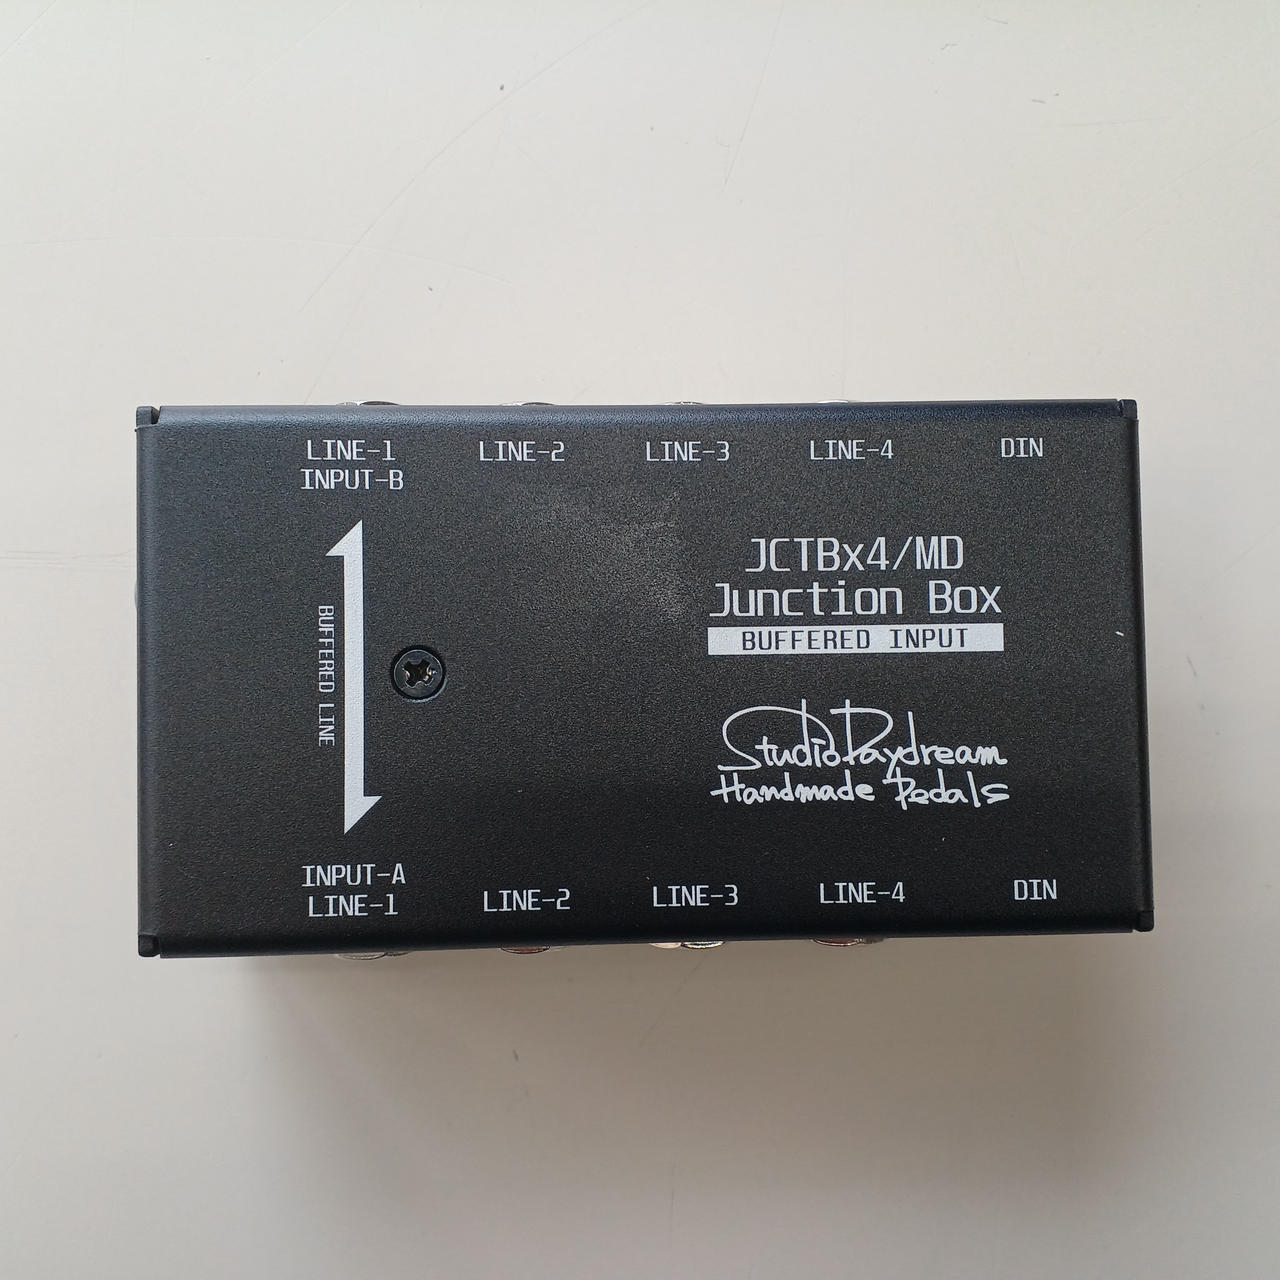 LINE-1 LINE-2 LINE-3 LINE-4 DIN
INPUT-B
JCTBx4/MD
Junction Box
BUFFERED INPUT
BUFFERED LINE
StudioDaydream
Handmade Pedals
INPUT-A
LINE-1 LINE-2 LINE-3 LINE-4 DIN